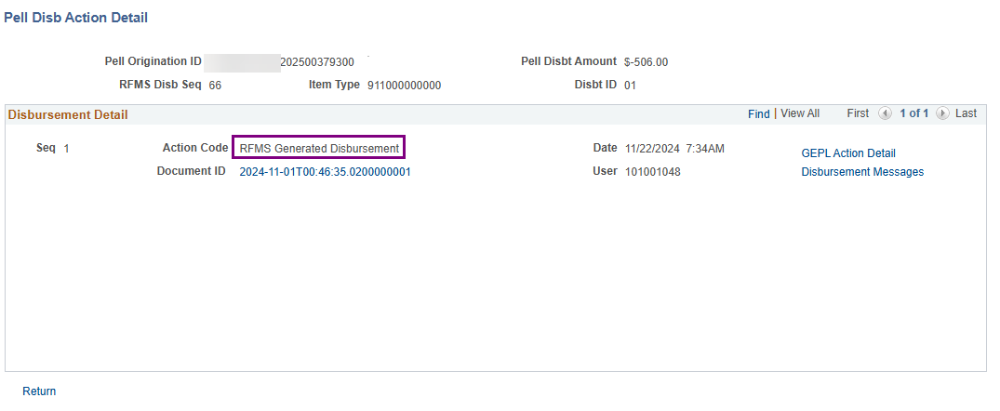 Pell Disb Action Detail
Pell Origination ID 202500379300 Pell Disbt Amount $-506.00
RFMS Disb Seq 66 Item Type 911000000000 Disbt ID 01
Disbursement Detail Find | View All First 1 of 1 Last
Seq 1 Action Code RFMS Generated Disbursement Date 11/22/2024 7:34AM GEPL Action Detail
Document ID 2024-11-01T00:46:35.0200000001 User 101001048 Disbursement Messages
Return